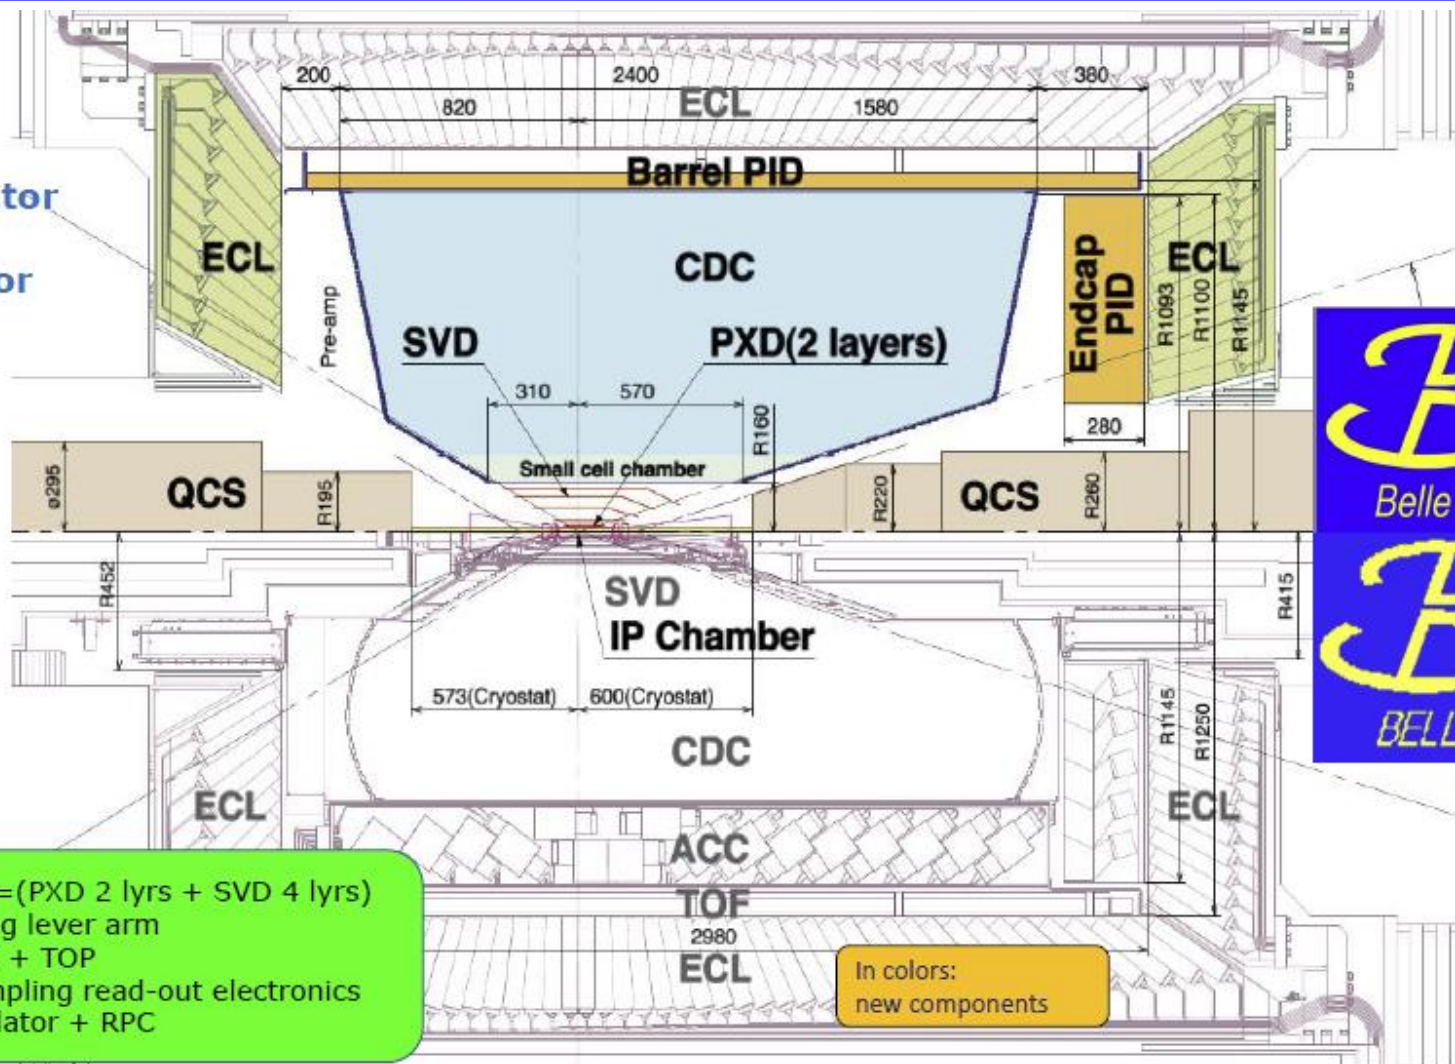 200
2400
380
ECL
820
1580
Barrel PID
tor
ECL
CDC
ECL
or
Endcap
PID
R1093
R1100
R1145
Pre-amp
SVD
PXD(2 layers)
310
570
R160
280
Small cell chamber
ø295
QCS
R195
R220
QCS
R260
Belle
R452
SVD
IP Chamber
R415
573(Cryostat)
600(Cryostat)
R1145
R1250
CDC
BELL
ECL
ECL
ACC
=(PXD 2 lyrs + SVD 4 lyrs)
g lever arm
+ TOP
npling read-out electronics
lator + RPC
TOF
2980
ECL
In colors:
new components